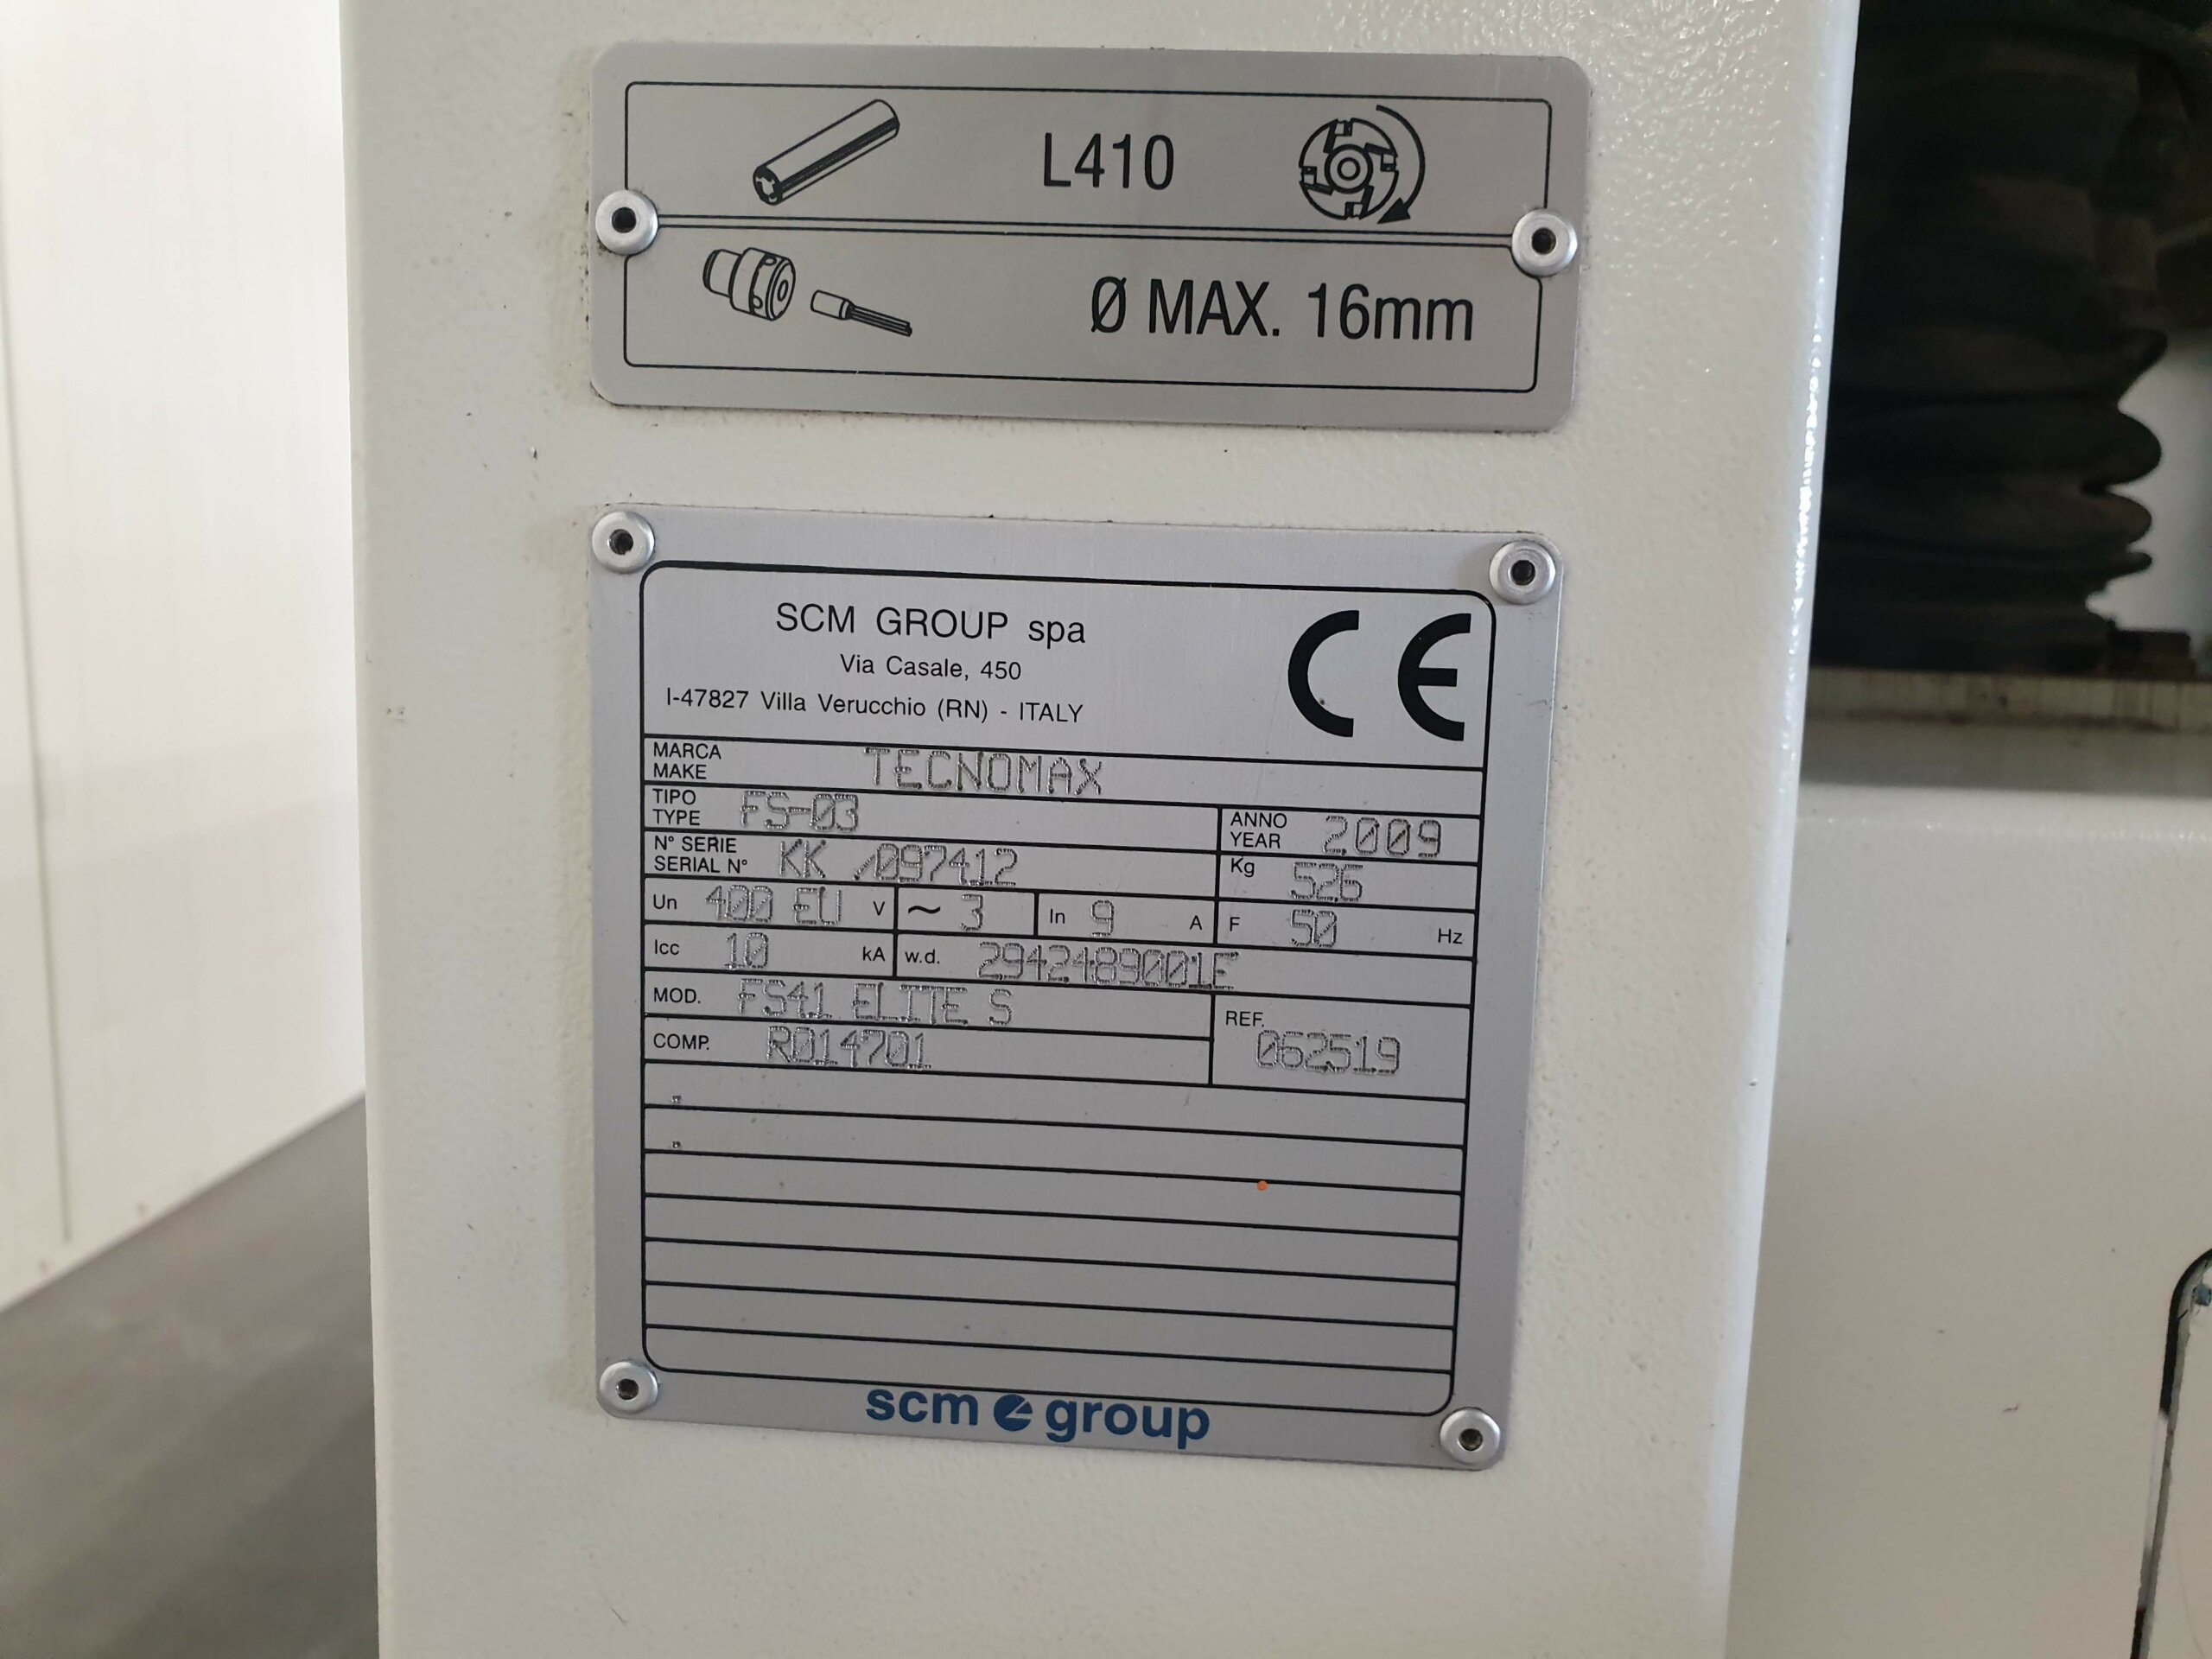 L410
Ø MAX. 16mm
SCM GROUP spa
Via Casale, 450
I-47827 Villa Verucchio (RN) - ITALY
CE
MARCA
MAKE
TECNOMAX
TIPO
TYPE
FS-03
ANNO
YEAR
2009
N° SERIE
SERIAL N°
KK /097412
Kg 526
Un 400 EU V
~ 3
In 9 A
F 50 Hz
Icc 10 kA
w.d. 2942489001E
MOD. FS41 ELITE S
REF. 062519
COMP. R014701
scm group